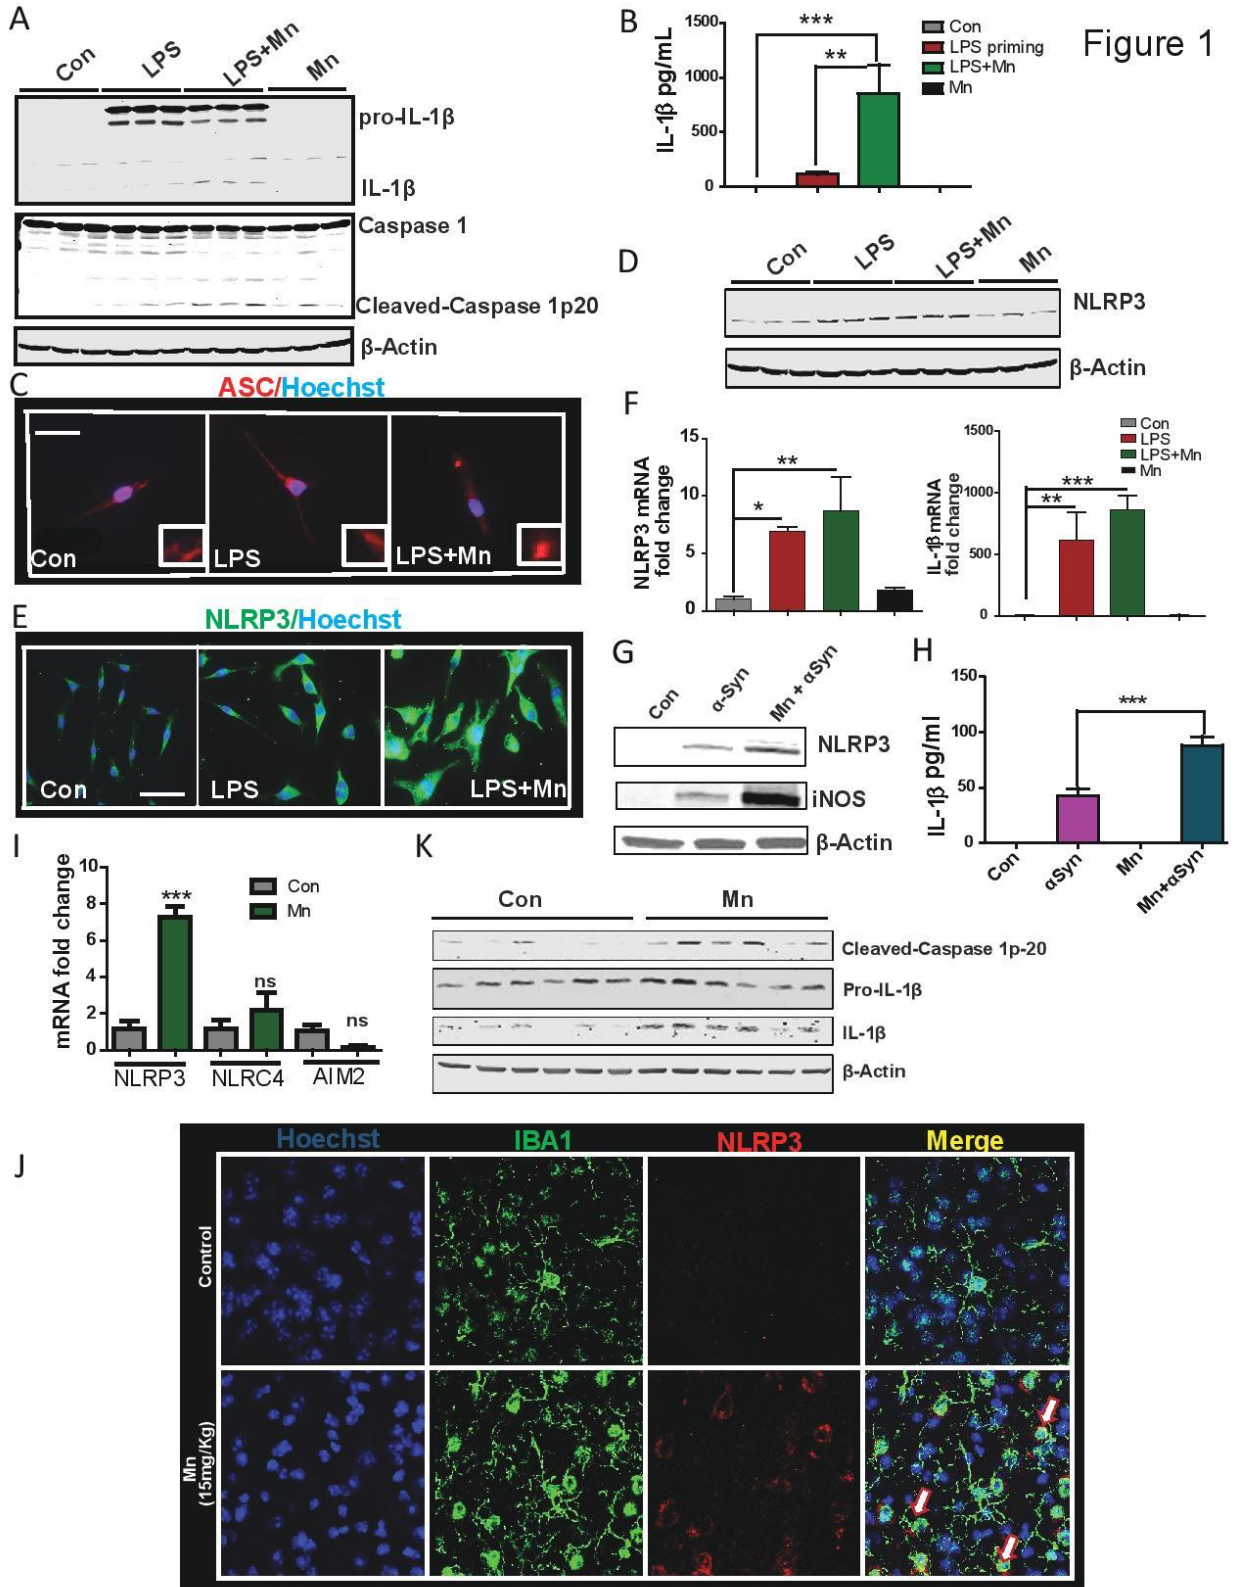 Figure 1
A
Con
LPS
LPS+Mn
Mn
pro-IL-1β
IL-1β
Caspase 1
Cleaved-Caspase 1p20
β-Actin
B
IL-1β pg/mL
1500
1000
500
0
***
**
Con
LPS priming
LPS+Mn
Mn
C
ASC/Hoechst
Con
LPS
LPS+Mn
D
Con
LPS
LPS+Mn
Mn
NLRP3
β-Actin
E
NLRP3/Hoechst
Con
LPS
LPS+Mn
F
NLRP3 mRNA
fold change
15
10
5
0
*
**
IL-1β mRNA
fold change
1500
1000
500
0
**
***
Con
LPS
LPS+Mn
Mn
G
Con
α-Syn
Mn + αSyn
NLRP3
iNOS
β-Actin
H
IL-1β pg/ml
150
100
50
0
***
Con
αSyn
Mn
Mn+αSyn
I
mRNA fold change
10
8
6
4
2
0
***
ns
ns
Con
Mn
NLRP3
NLRC4
AIM2
K
Con
Mn
Cleaved-Caspase 1p-20
Pro-IL-1β
IL-1β
β-Actin
J
Hoechst
IBA1
NLRP3
Merge
Control
Mn
(15mg/Kg)